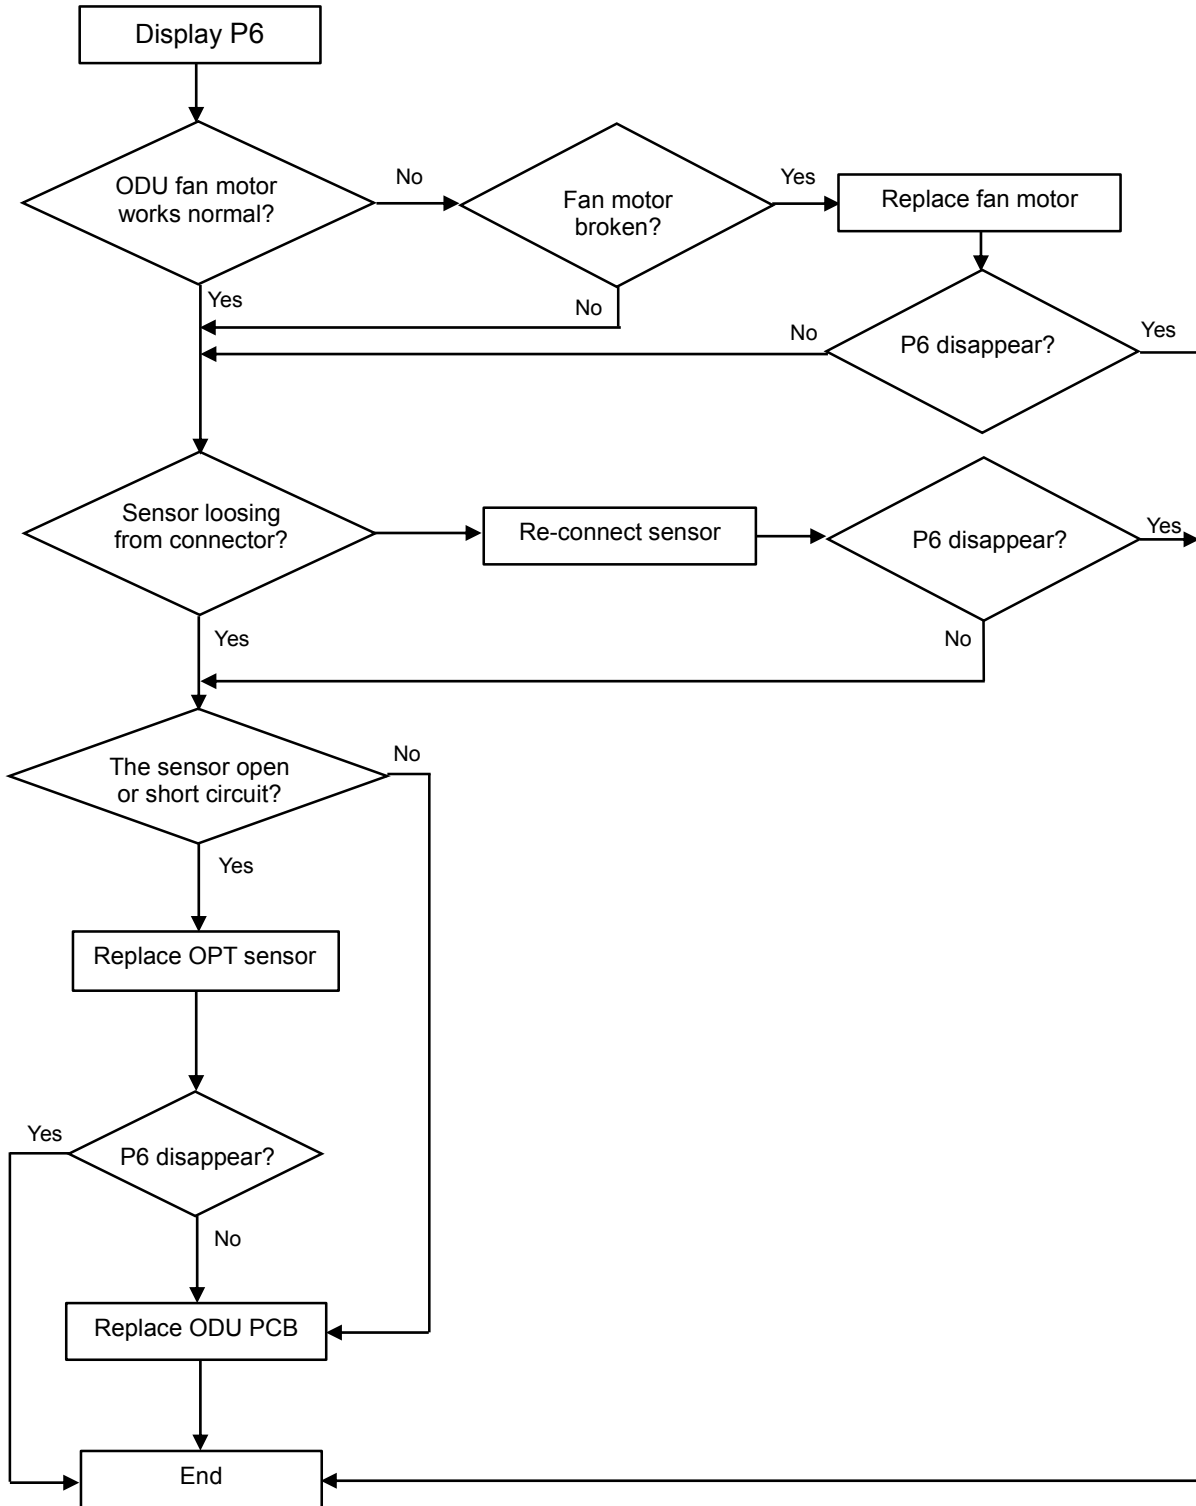 Display P6
ODU fan motor
works normal?
No
Fan motor
broken?
Yes
Replace fan motor
Yes
No
No
P6 disappear?
Yes
Sensor loosing
from connector?
Re-connect sensor
P6 disappear?
Yes
Yes
No
The sensor open
or short circuit?
No
Yes
Replace OPT sensor
Yes
P6 disappear?
No
Replace ODU PCB
End